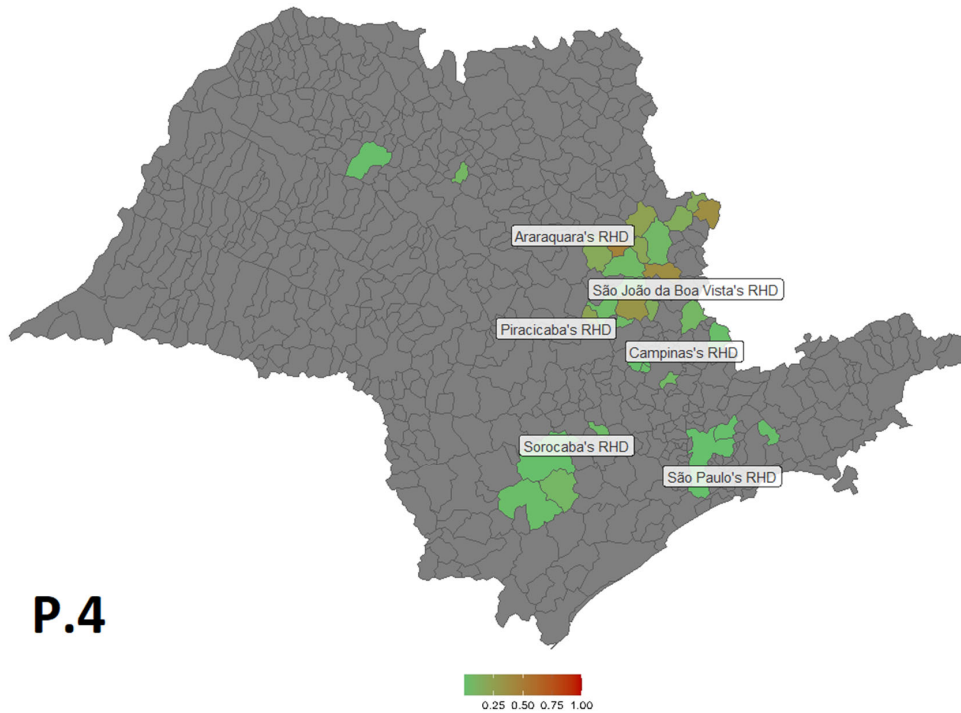 Araraquara's RHD
São João da Boa Vista's RHD
Piracicaba's RHD
Campinas's RHD
Sorocaba's RHD
São Paulo's RHD
P.4
0.25 0.50 0.75 1.00